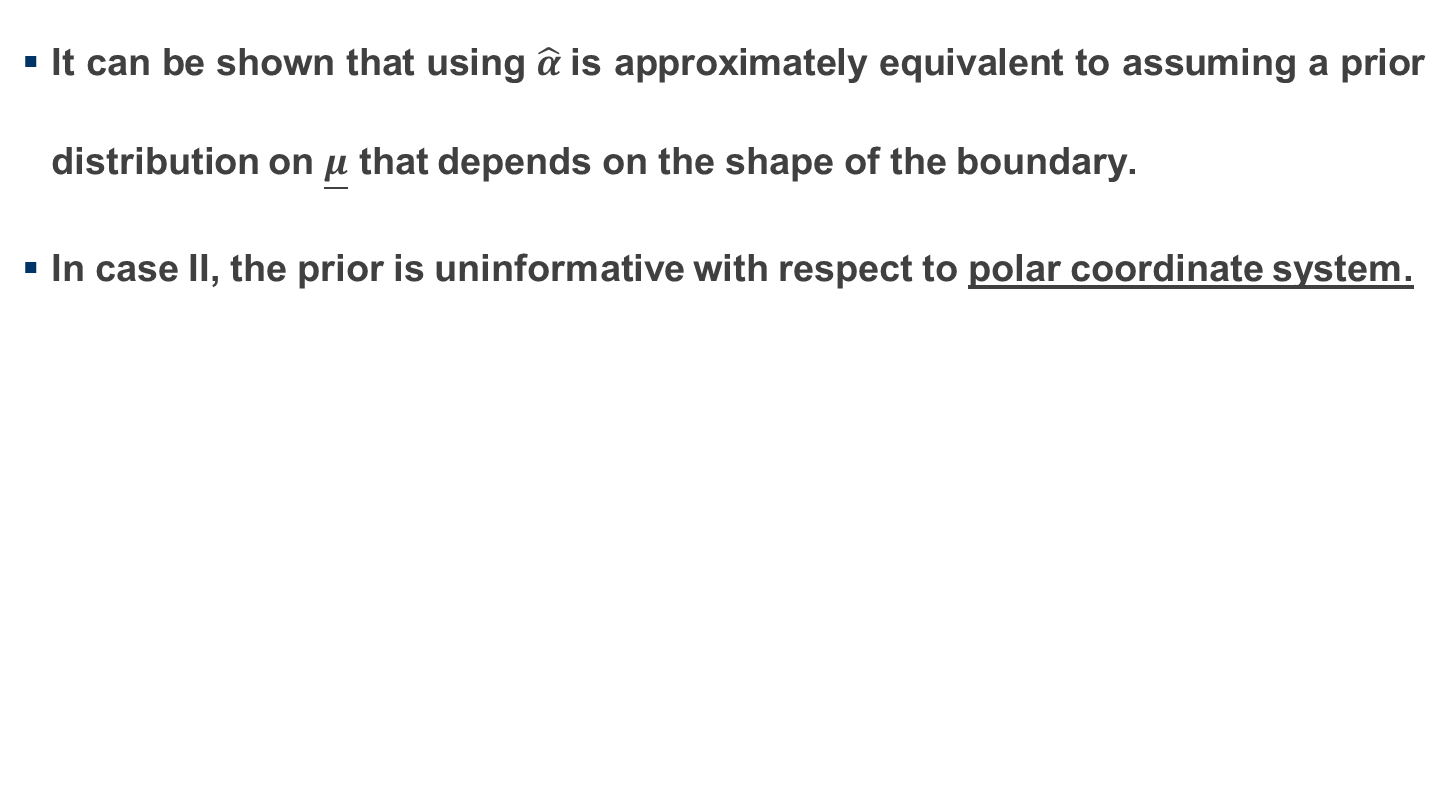 ▪ It can be shown that using α̂ is approximately equivalent to assuming a prior
distribution on μ̲ that depends on the shape of the boundary.
▪ In case II, the prior is uninformative with respect to polar coordinate system.